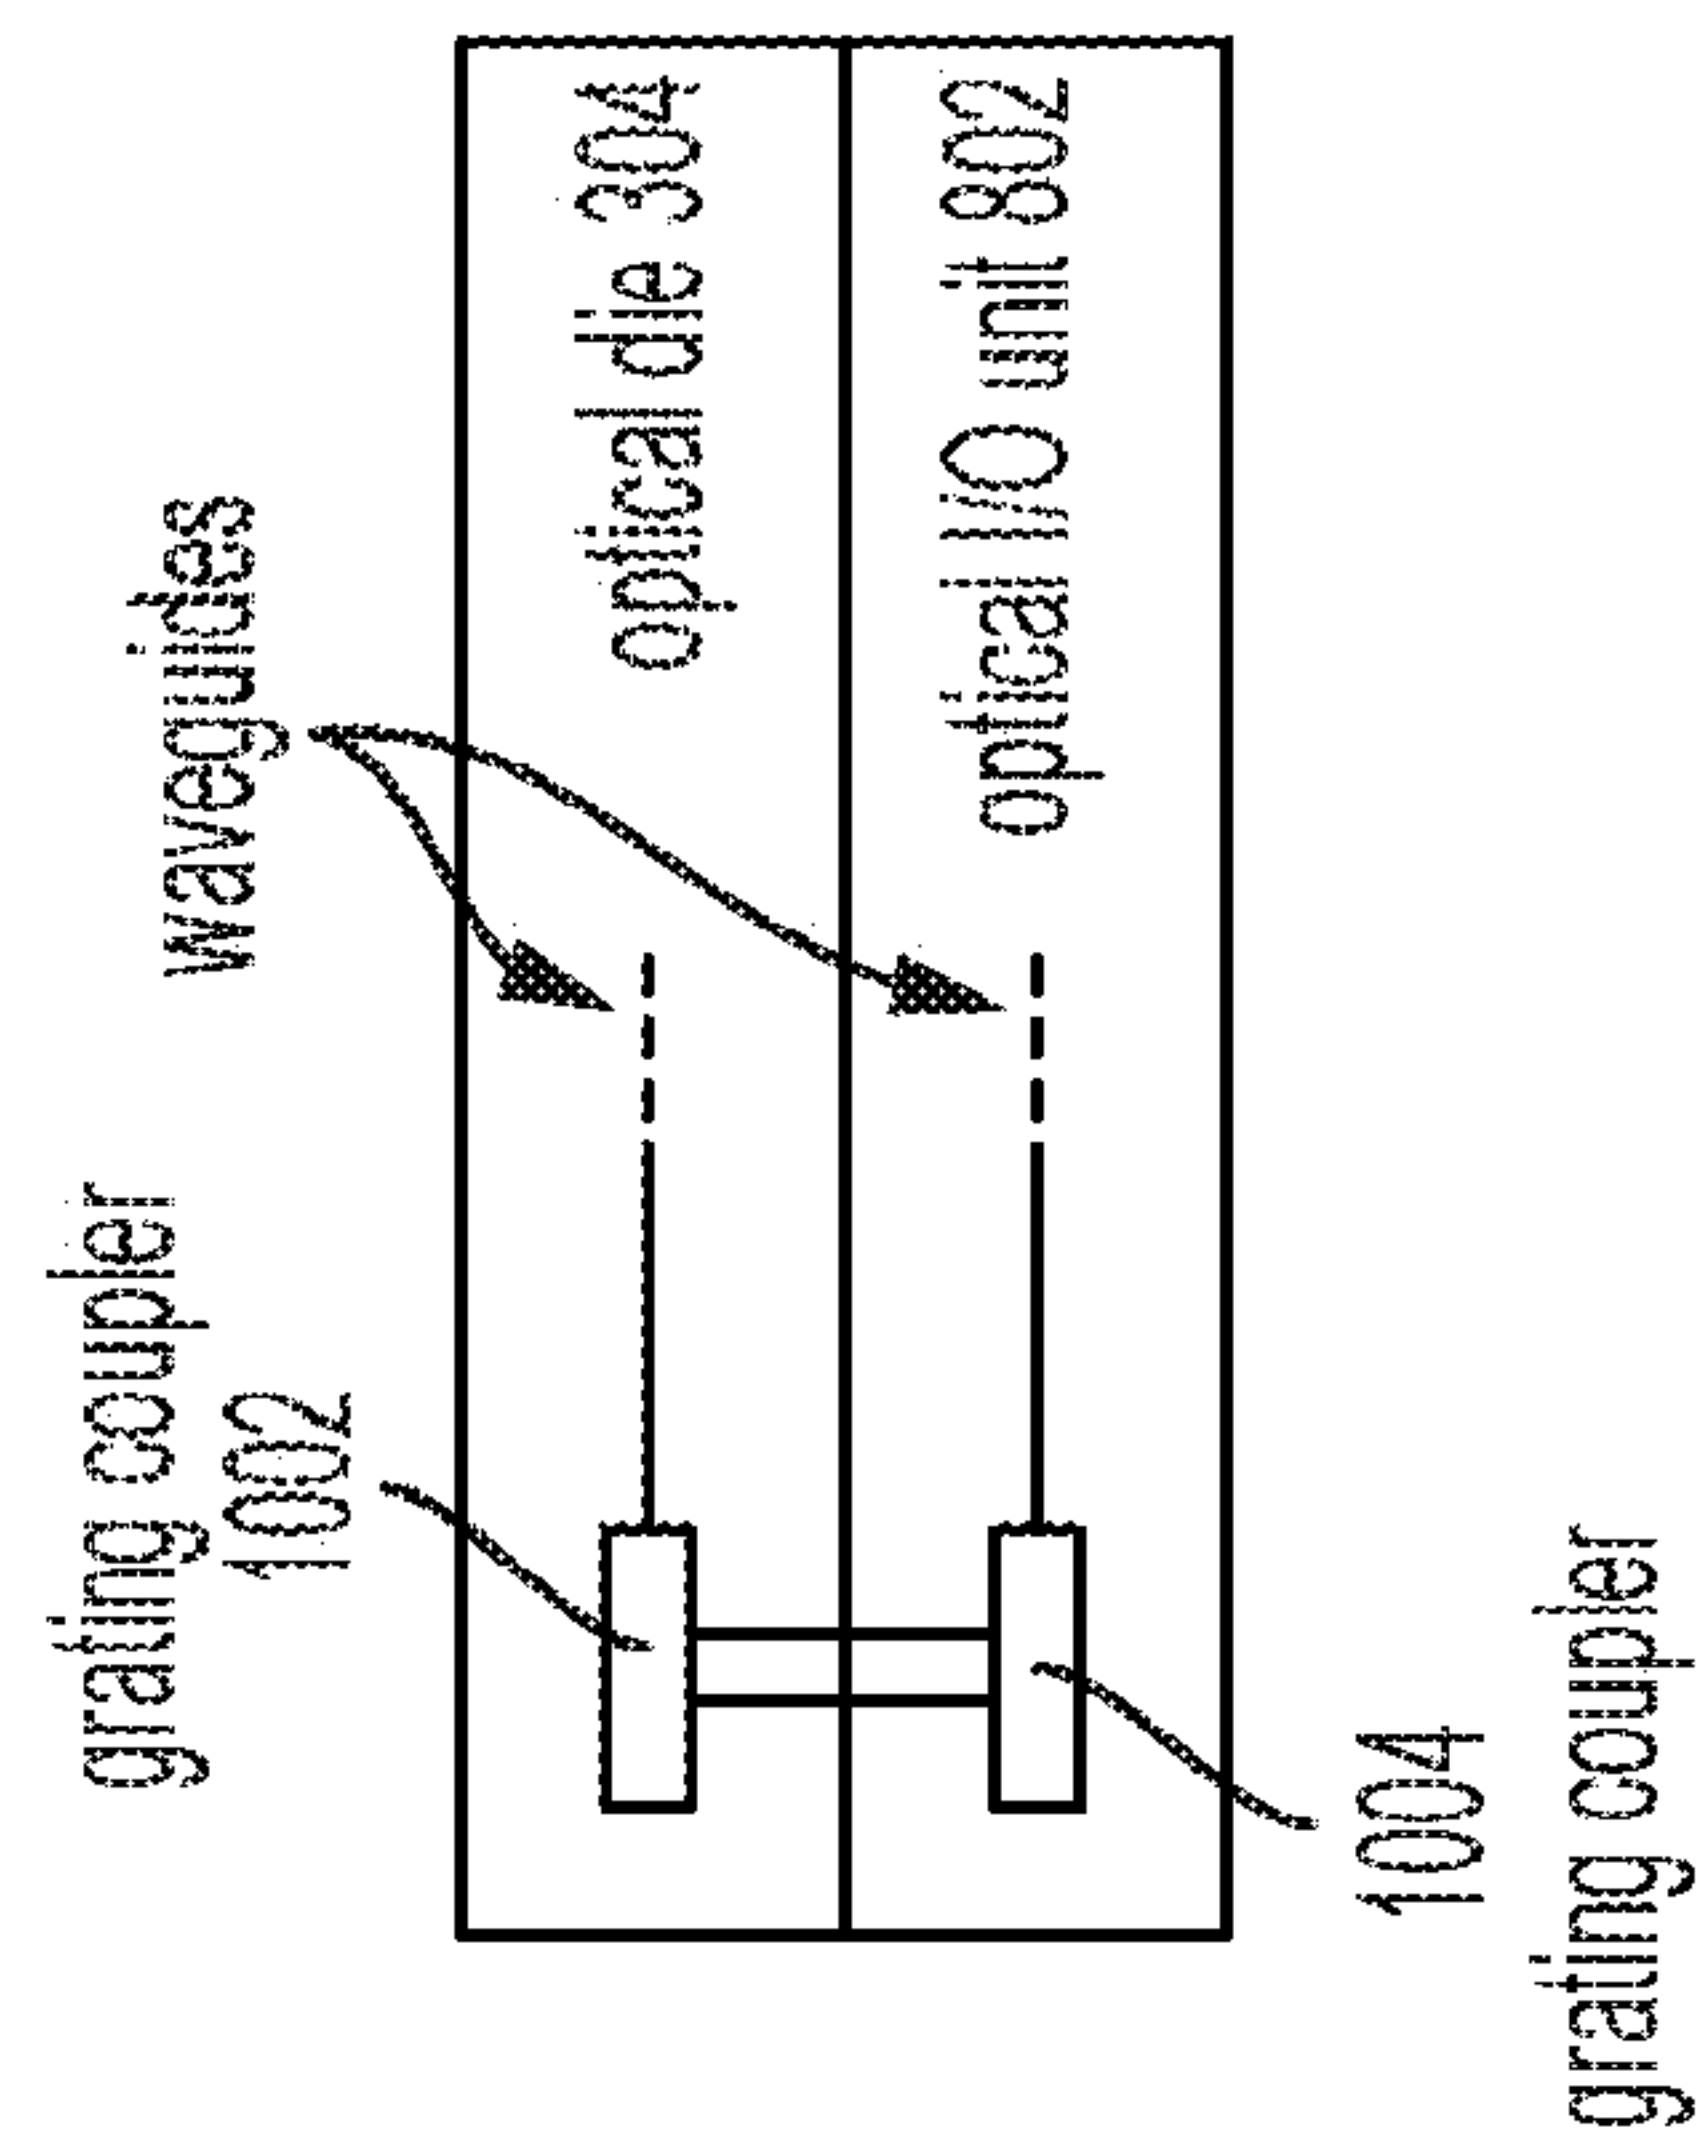 grating coupler
1002
waveguides
optical die 304
optical I/O unit 802
1004
grating coupler